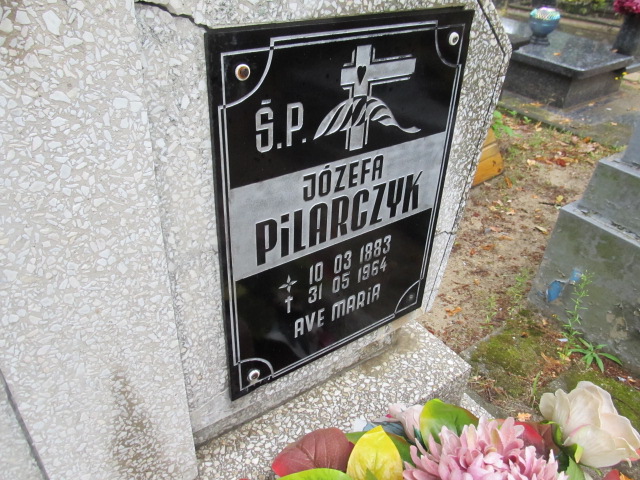 Ś.P.
JÓZEFA
PiLARCZYK
10 03 1883
31 05 1964
AVE MARiA